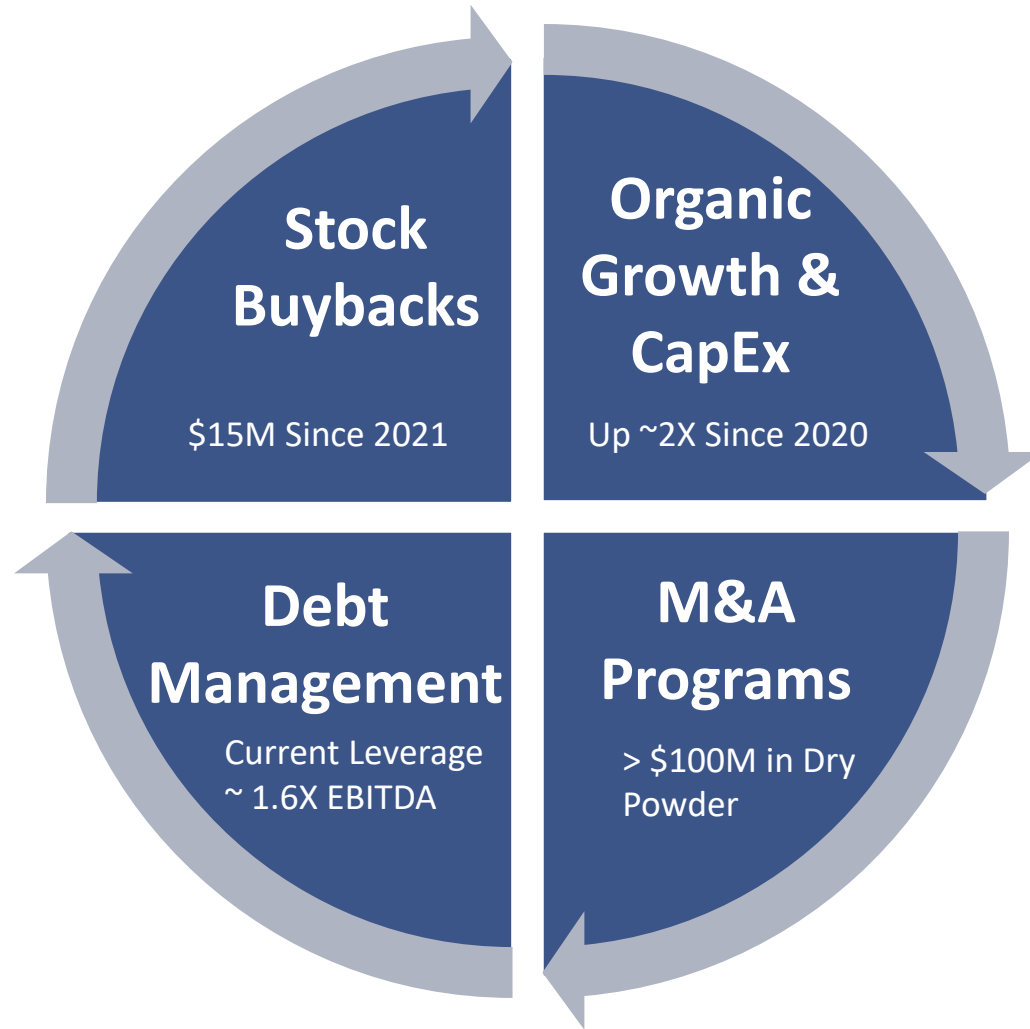 Stock
Buybacks
$15M Since 2021
Organic
Growth &
CapEx
Up ~2X Since 2020
Debt
Management
Current Leverage
~ 1.6X EBITDA
M&A
Programs
> $100M in Dry
Powder